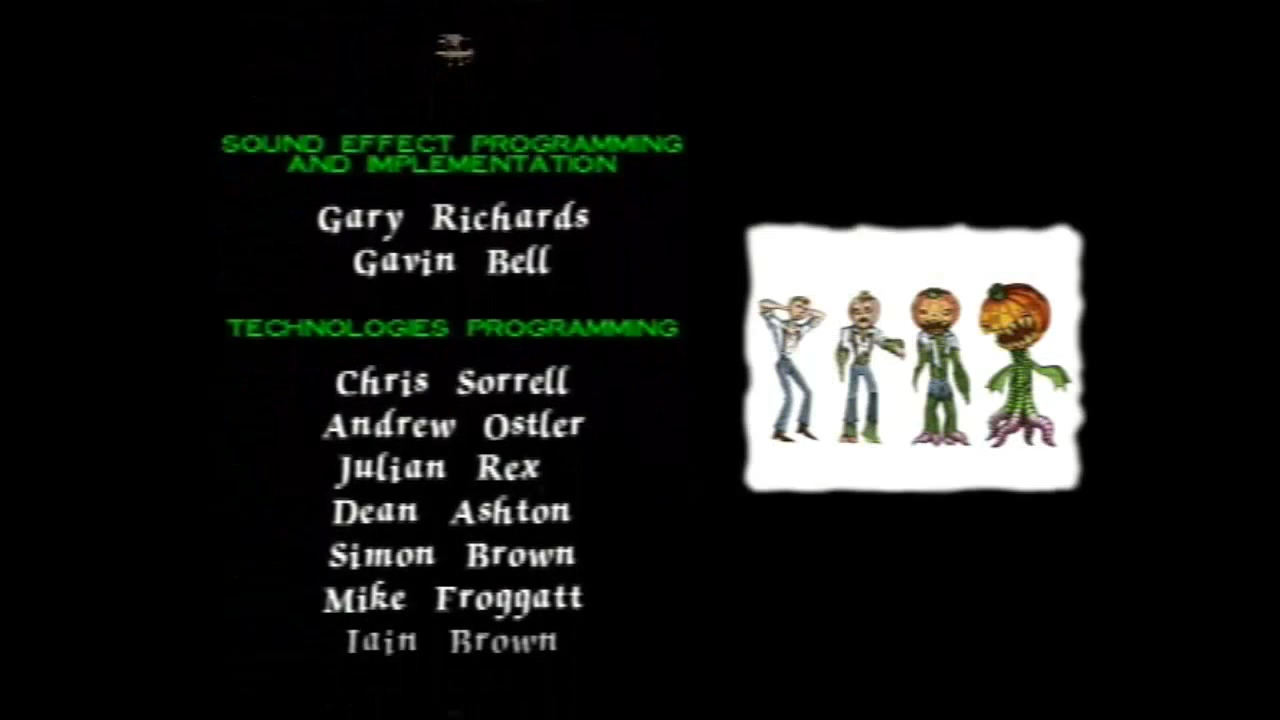 SOUND EFFECT PROGRAMMING
AND IMPLEMENTATION
Gary Richards
Gavin Bell
TECHNOLOGIES PROGRAMMING
Chris Sorrell
Andrew Ostler
Julian Rex
Dean Ashton
Simon Brown
Mike Froggatt
Iain Brown